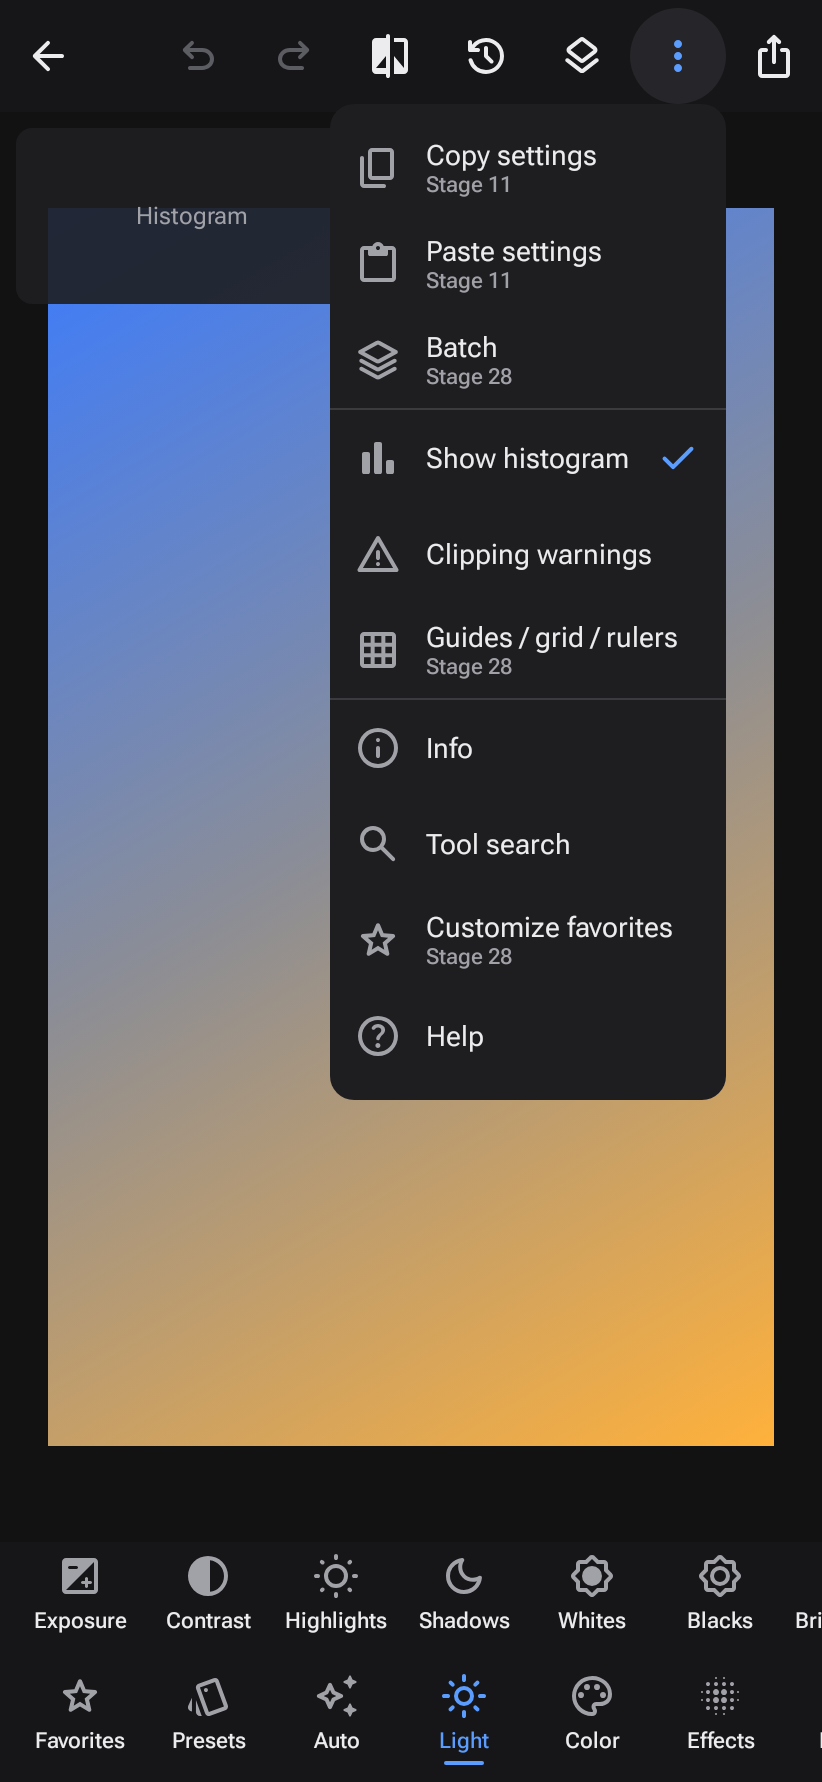 Histogram
Copy settings
Stage 11
Paste settings
Stage 11
Batch
Stage 28
Show histogram
Clipping warnings
Guides / grid / rulers
Stage 28
Info
Tool search
Customize favorites
Stage 28
Help
Exposure Contrast Highlights Shadows Whites Blacks Bri
Favorites Presets Auto Light Color Effects